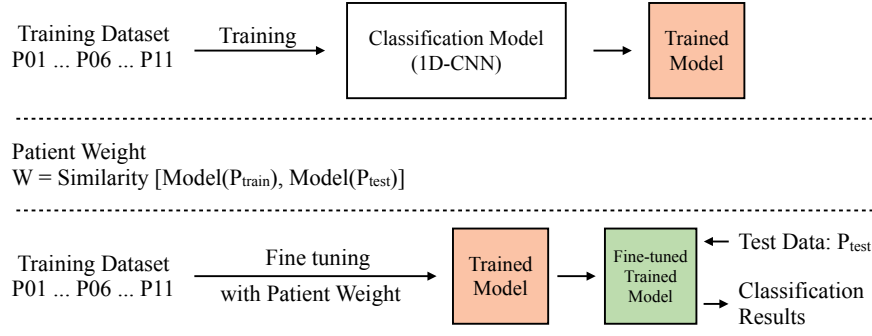 Training Dataset
P01 ... P06 ... P11
Training
Classification Model
(1D-CNN)
Trained
Model
Patient Weight
W = Similarity [Model(Ptrain), Model(Ptest)]
Training Dataset
P01 ... P06 ... P11
Fine tuning
with Patient Weight
Trained
Model
Fine-tuned
Trained
Model
Test Data: Ptest
Classification
Results